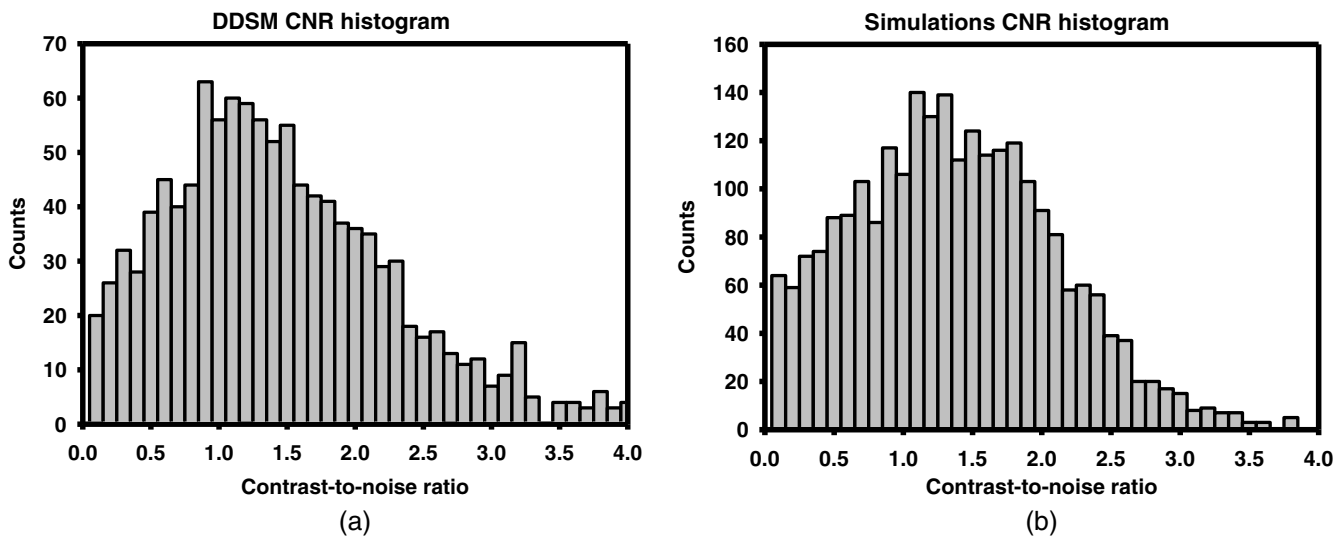 DDSM CNR histogram
70
60
50
40
30
20
10
0
Counts
0.0 0.5 1.0 1.5 2.0 2.5 3.0 3.5 4.0
Contrast-to-noise ratio
(a)
Simulations CNR histogram
160
140
120
100
80
60
40
20
0
Counts
0.0 0.5 1.0 1.5 2.0 2.5 3.0 3.5 4.0
Contrast-to-noise ratio
(b)